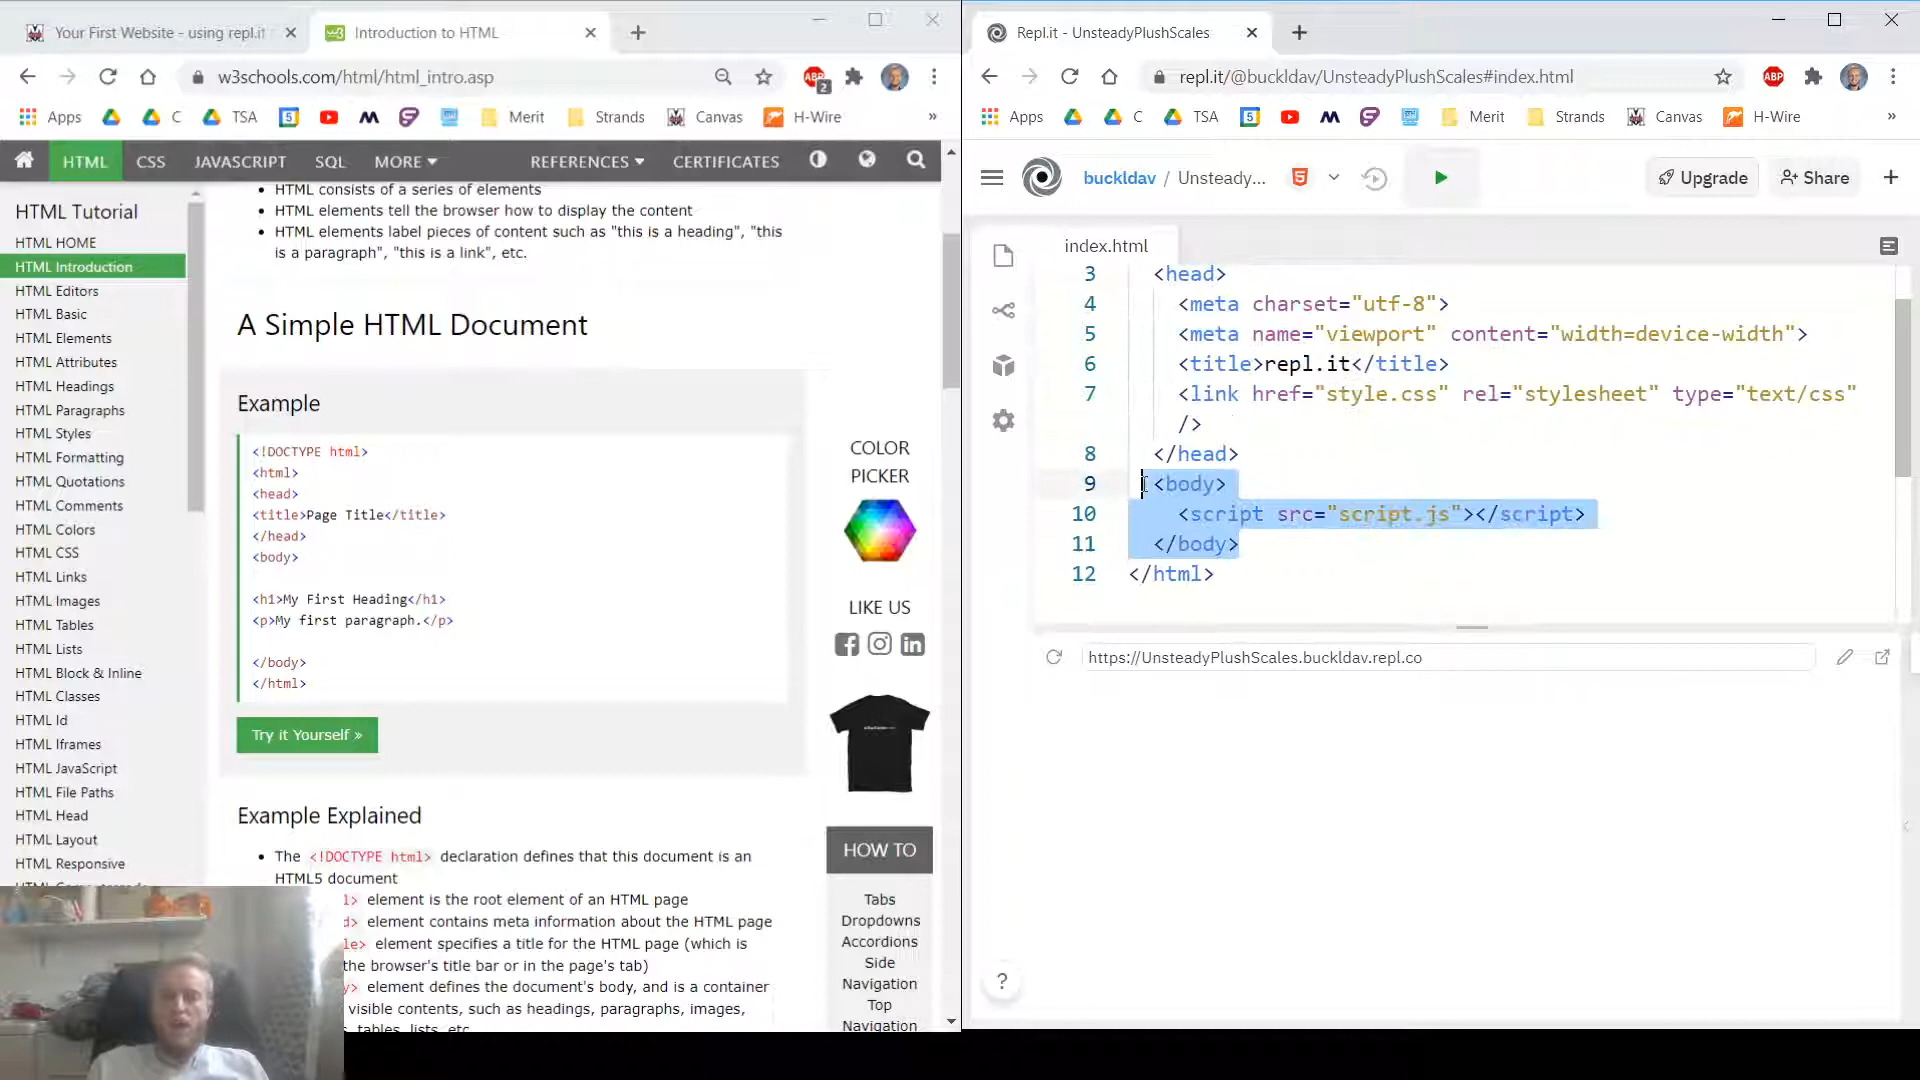 Your First Website - using repl.it
Introduction to HTML
w3schools.com/html/html_intro.asp
2
Apps
C
TSA
5
Merit
Strands
Canvas
H-Wire
»
HTML
CSS
JAVASCRIPT
SQL
MORE
REFERENCES
CERTIFICATES
HTML Tutorial
HTML HOME
HTML Introduction
HTML Editors
HTML Basic
HTML Elements
HTML Attributes
HTML Headings
HTML Paragraphs
HTML Styles
HTML Formatting
HTML Quotations
HTML Comments
HTML Colors
HTML CSS
HTML Links
HTML Images
HTML Tables
HTML Lists
HTML Block & Inline
HTML Classes
HTML Id
HTML Iframes
HTML JavaScript
HTML File Paths
HTML Head
HTML Layout
HTML Responsive
• HTML consists of a series of elements
• HTML elements tell the browser how to display the content
• HTML elements label pieces of content such as "this is a heading", "this
is a paragraph", "this is a link", etc.
A Simple HTML Document
Example
<!DOCTYPE html>
<html>
<head>
<title>Page Title</title>
</head>
<body>
<h1>My First Heading</h1>
<p>My first paragraph.</p>
</body>
</html>
Try it Yourself »
Example Explained
• The <!DOCTYPE html> declaration defines that this document is an
HTML5 document
l> element is the root element of an HTML page
d> element contains meta information about the HTML page
le> element specifies a title for the HTML page (which is
the browser's title bar or in the page's tab)
y> element defines the document's body, and is a container
visible contents, such as headings, paragraphs, images,
tables, lists, etc.
COLOR
PICKER
LIKE US
HOW TO
Tabs
Dropdowns
Accordions
Side
Navigation
Top
Navigation
Repl.it - UnsteadyPlushScales
repl.it/@buckldav/UnsteadyPlushScales#index.html
ABP
Apps
C
TSA
5
Merit
Strands
Canvas
H-Wire
»
buckldav / Unsteady...
Upgrade
Share
index.html
3 <head>
4 <meta charset="utf-8">
5 <meta name="viewport" content="width=device-width">
6 <title>repl.it</title>
7 <link href="style.css" rel="stylesheet" type="text/css"
/>
8 </head>
9 <body>
10 <script src="script.js"></script>
11 </body>
12 </html>
https://UnsteadyPlushScales.buckldav.repl.co
?